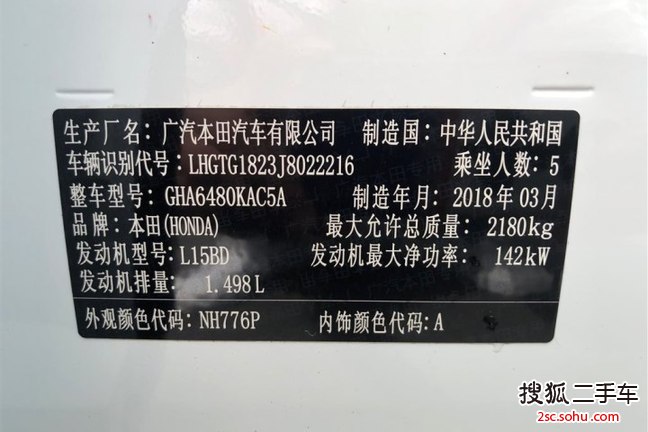 生产厂名：广汽本田汽车有限公司 制造国：中华人民共和国
车辆识别代号：LHGTG1823J8022216 乘坐人数：5
整车型号：GHA6480KAC5A 制造年月：2018年03月
品牌：本田(HONDA) 最大允许总质量：2180kg
发动机型号：L15BD 发动机最大净功率：142kW
发动机排量：1.498L
外观颜色代码：NH776P 内饰颜色代码：A
搜狐二手车
2sc.sohu.com